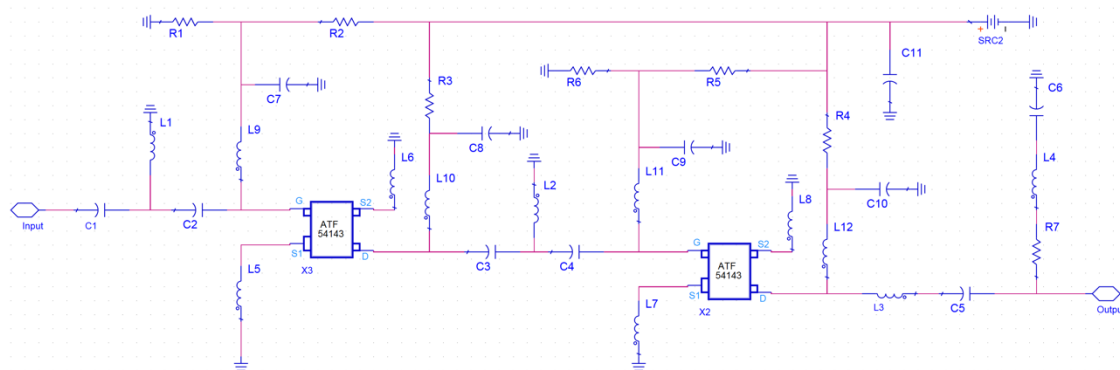 R1
R2
+
-
SRC2
C11
R6
R5
C6
R3
C7
L1
L9
R4
C8
L6
C9
L4
L10
L2
L11
L8
C10
R7
G
S2
ATF
54143
S1
D
X3
Input
C1
C2
L12
L5
C3
C4
G
S2
ATF
54143
S1
D
X2
L7
L3
C5
Output